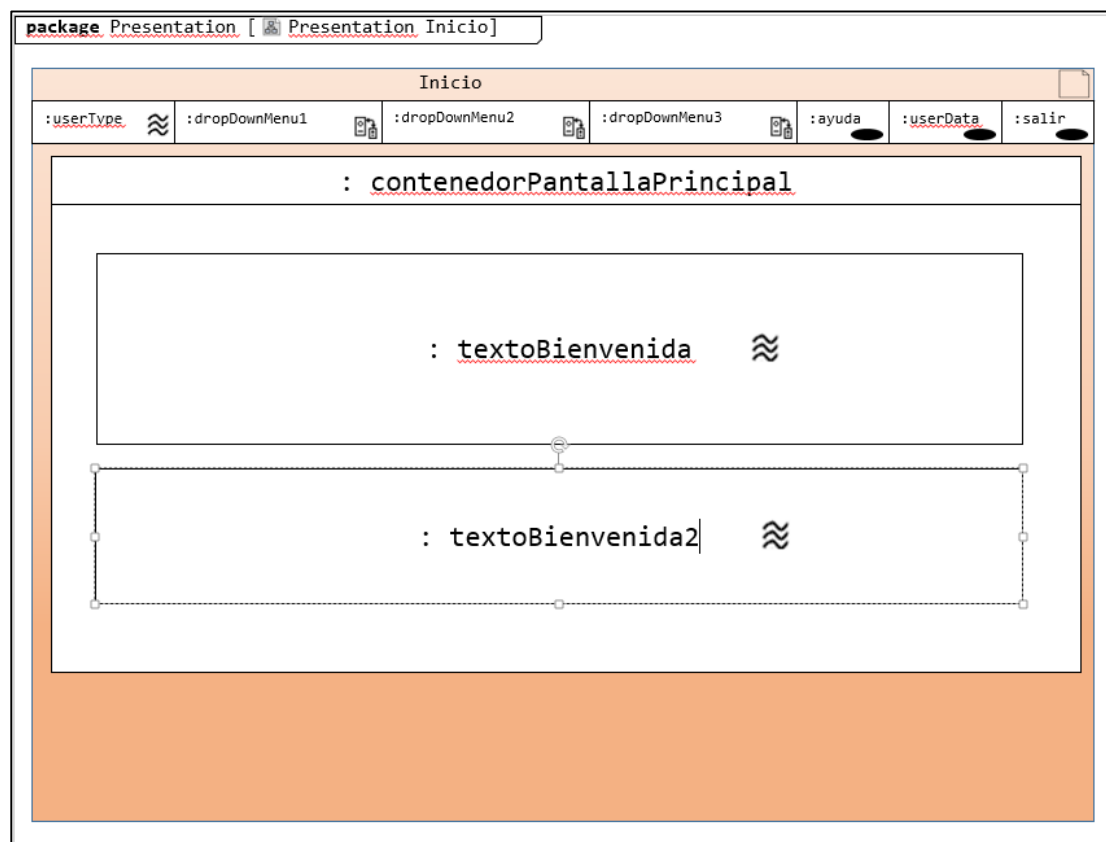 package Presentation [ Presentation Inicio]
Inicio
:userType :dropDownMenu1 :dropDownMenu2 :dropDownMenu3 :ayuda :userData :salir
: contenedorPantallaPrincipal
: textoBienvenida
: textoBienvenida2